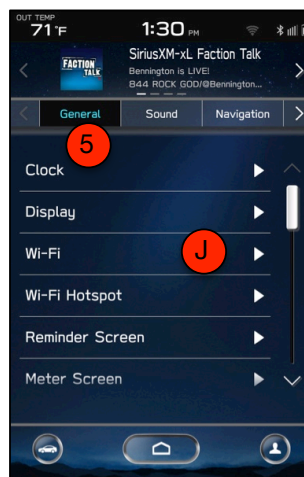 OUT TEMP
71°F
1:30 PM
FACTION
TALK
SiriusXM-xL Faction Talk
Bennington is LIVE!
844 ROCK GOD/@Bennington...
General
Sound
Navigation
5
Clock
Display
Wi-Fi
J
Wi-Fi Hotspot
Reminder Screen
Meter Screen